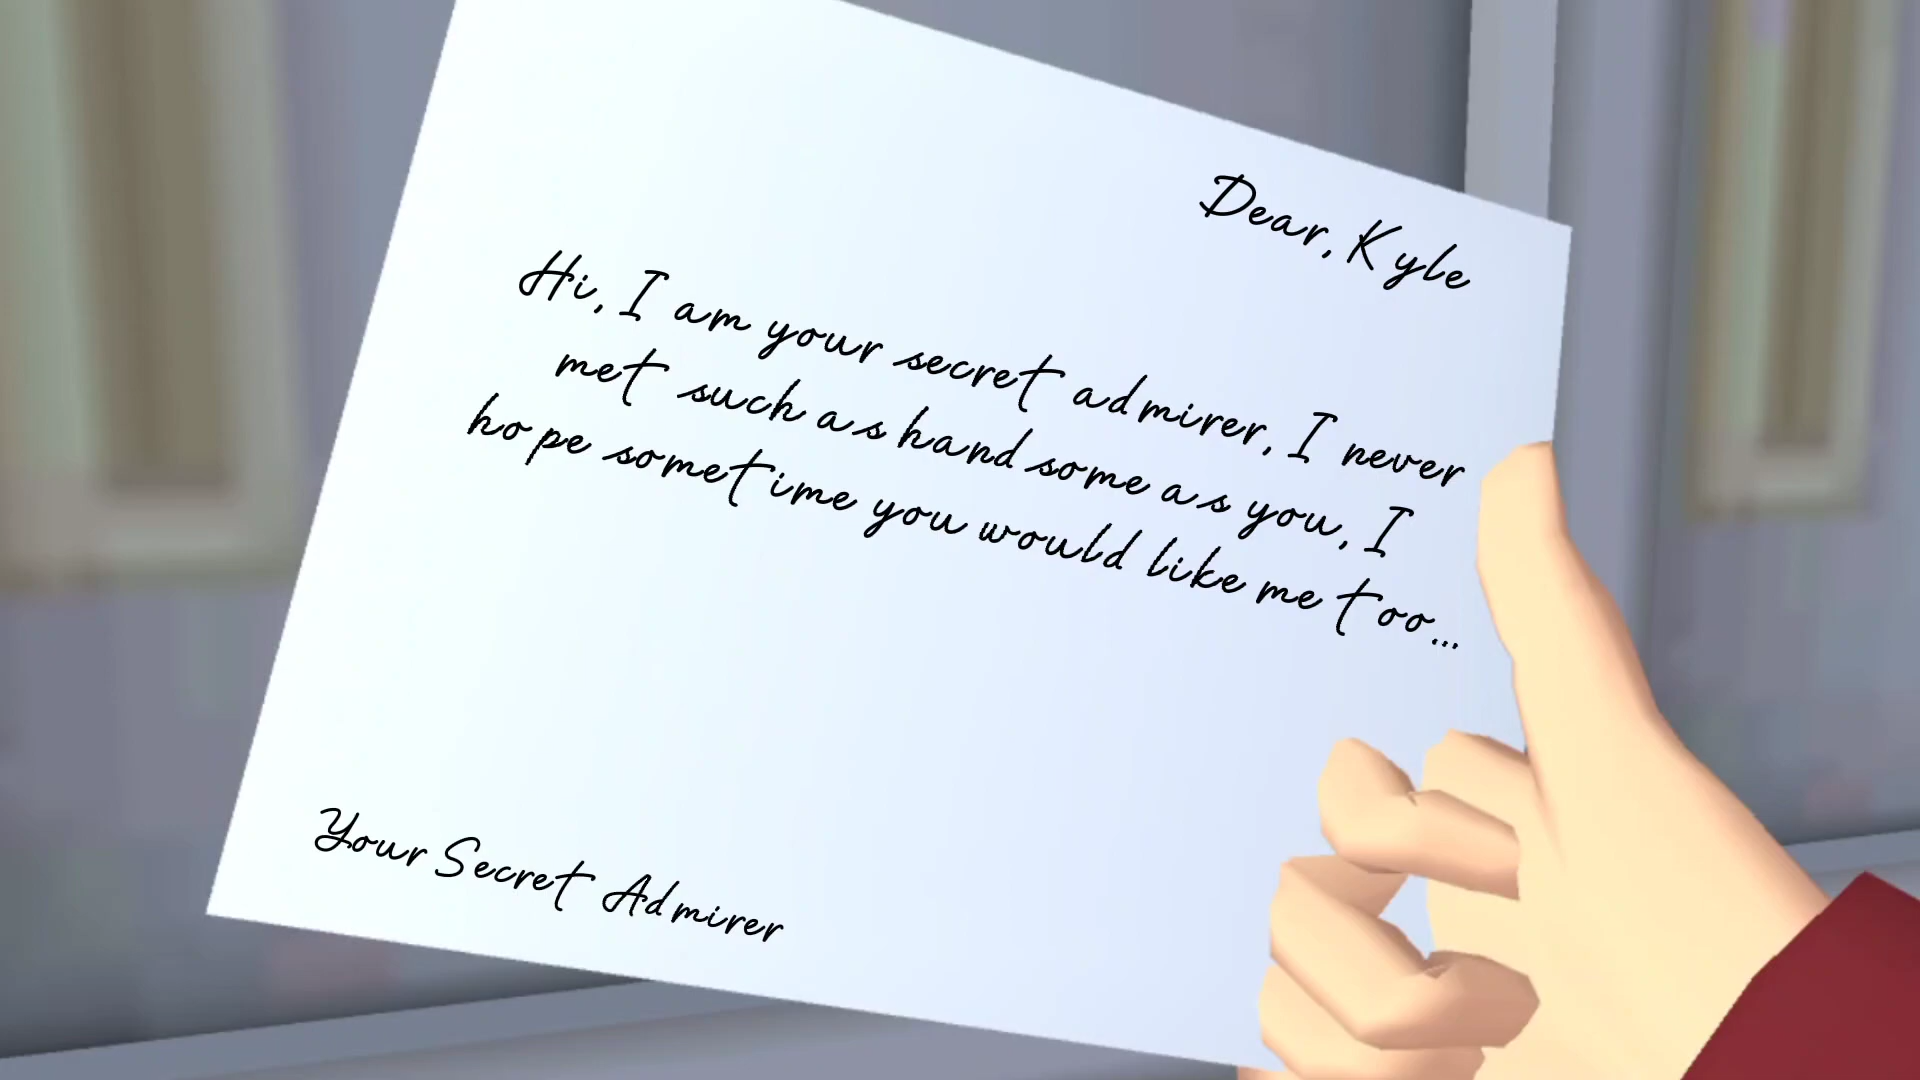 Dear, Kyle
Hi, I am your secret admirer, I never
met such as handsome as you, I
hope sometime you would like me too...
Your Secret Admirer